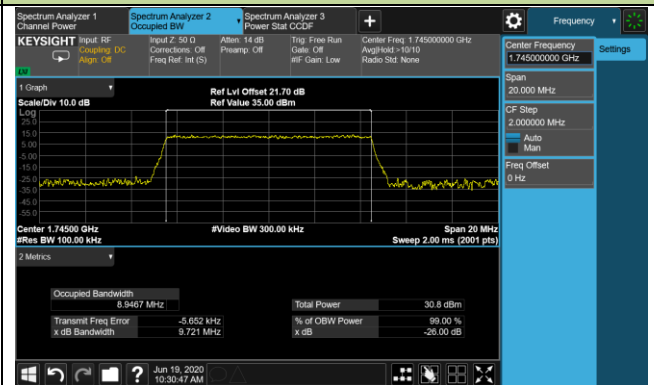 Spectrum Analyzer 1
Channel Power
Spectrum Analyzer 2
Occupied BW
Spectrum Analyzer 3
Power Stat CCDF
+
Frequency
KEYSIGHT
Input: RF
Coupling: DC
Align: Off
Input Z: 50 Ω
Corrections: Off
Freq Ref: Int (S)
Atten: 14 dB
Preamp: Off
Trig: Free Run
Gate: Off
#IF Gain: Low
Center Freq: 1.745000000 GHz
Avg|Hold:>10/10
Radio Std: None
LXI
Center Frequency
1.745000000 GHz
Settings
Span
20.000 MHz
CF Step
2.000000 MHz
Auto
Man
Freq Offset
0 Hz
1 Graph
Scale/Div 10.0 dB
Ref Lvl Offset 21.70 dB
Ref Value 35.00 dBm
Log
25.0
15.0
5.00
-5.00
-15.0
-25.0
-35.0
-45.0
-55.0
Center 1.74500 GHz
#Res BW 100.00 kHz
#Video BW 300.00 kHz
Span 20 MHz
Sweep 2.00 ms (2001 pts)
2 Metrics
Occupied Bandwidth
8.9467 MHz
Total Power 30.8 dBm
Transmit Freq Error -5.652 kHz
% of OBW Power 99.00 %
x dB Bandwidth 9.721 MHz
x dB -26.00 dB
?
Jun 19, 2020
10:30:47 AM